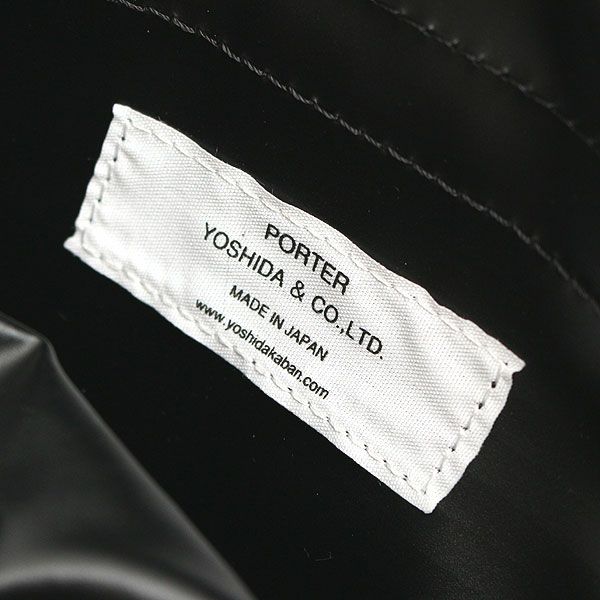 PORTER
YOSHIDA & CO.,LTD.
MADE IN JAPAN
www.yoshidakaban.com